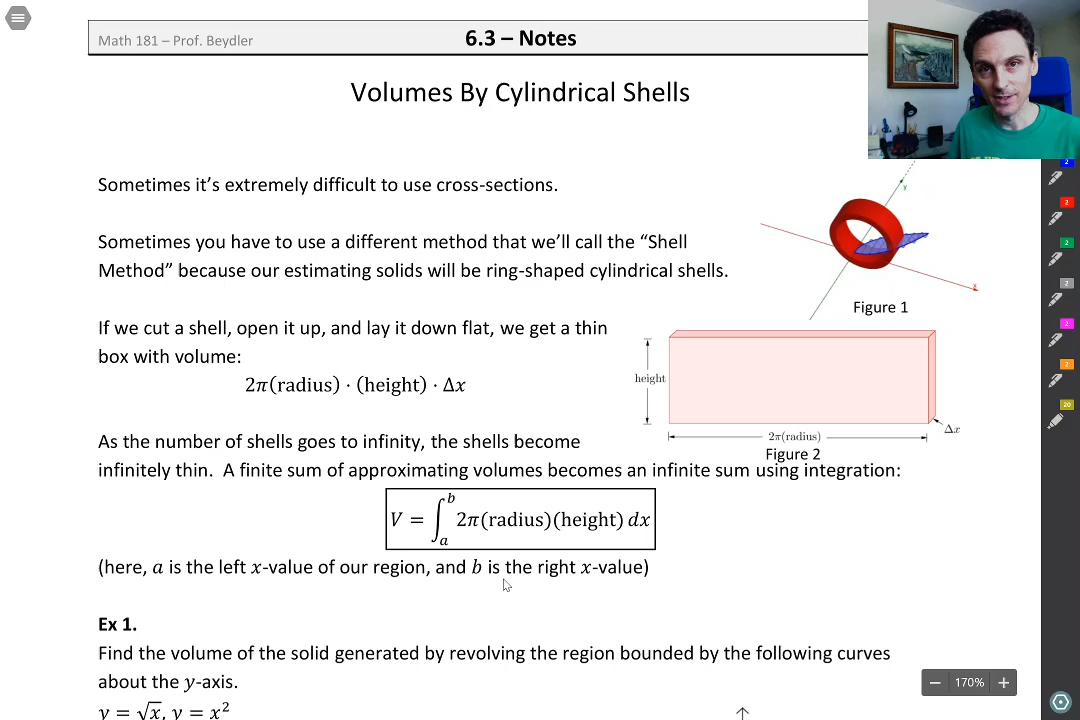 Math 181 – Prof. Beydler
6.3 – Notes
Volumes By Cylindrical Shells
Sometimes it’s extremely difficult to use cross-sections.
Sometimes you have to use a different method that we’ll call the “Shell
Method” because our estimating solids will be ring-shaped cylindrical shells.
y
x
Figure 1
If we cut a shell, open it up, and lay it down flat, we get a thin
box with volume:
2π(radius) · (height) · Δx
height
Δx
2π(radius)
Figure 2
As the number of shells goes to infinity, the shells become
infinitely thin. A finite sum of approximating volumes becomes an infinite sum using integration:
V = ∫_a^b 2π(radius)(height) dx
(here, a is the left x-value of our region, and b is the right x-value)
Ex 1.
Find the volume of the solid generated by revolving the region bounded by the following curves
about the y-axis.
y = √x, y = x²
2
2
2
2
2
2
20
− 170% +